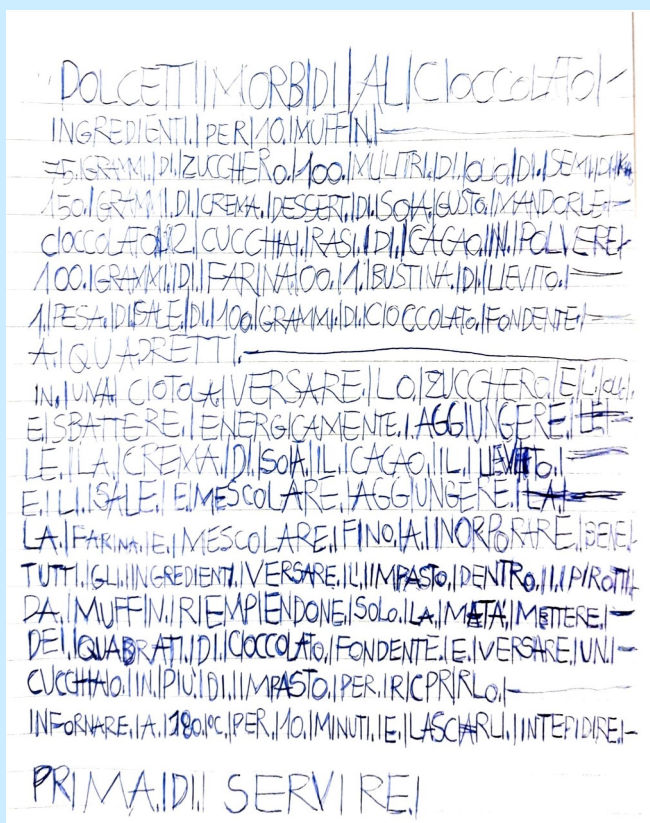 DOLCETTI|MORBIDI|AL|CIOCCOLATO|-
INGREDIENTI.|PER|10.|MUFFIN|
75.|GRAMMI.|DI.|ZUCCHERO.|100.|MILLITRI.|DI.|OLIO.|DI.|SEMI.|DI
150.|GRAMMI.|DI.CREMA.|DESSERT.|DI.|SOIA.|GUSTO.|MANDORLE.-
CIOCCOLATO.|2.|CUCCHIAI.|RASI.|DI.|CACAO.|IN.|POLVERE|-
100.|GRAMMI.|DI|FARINA.|00.|1.|BUSTINA.|DI.|LIEVITO.|
1.|PESA.|DI.|SALE.|DI.|100.|GRAMMI.|DI.|CIOCCOLATO.|FONDENTE.|
A.|QUADRETTI|.
IN.|UNA|CIOTOLA.|VERSARE.|LO.|ZUCCHERO.|E.|L'OLIO.
E|SBATTERE.|ENERGICAMENTE.|AGGIUNGERE.|
LE.|LA.|CREMA.|DI.|SOIA.|IL.|CACAO.|IL.|LIEVITO.|
E.|LI.|SALE.|E.|MESCOLARE.|AGGIUNGERE.|LA.|
LA.|FARINA.|E.|MESCOLARE.|FINO.|A.|INORPORARE.|BENE|
TUTTI.|GLI.|INGREDIENTI.|VERSARE.|L'IMPASTO.|DENTRO.|I.|PIROTTI|
DA.|MUFFIN.|RIEMPIENDONE.|SOLO.|LA.|METÀ.|METTERE.|-
DEI.|QUADRATI.|DI.|CIOCCOLATO.|FONDENTE.|E.|VERSARE.|UN.|-
CUCCHIAIO.|IN.|PIÙ.|DI.|IMPASTO.|PER.|RICPRIRLO.|-
INFORNARE.|A.|180.|°C.|PER.|10.|MINUTI.|E.|LASCIARLI.|INTEFIDIRE.|-
PRIMA.|DI.|SERVIRE|